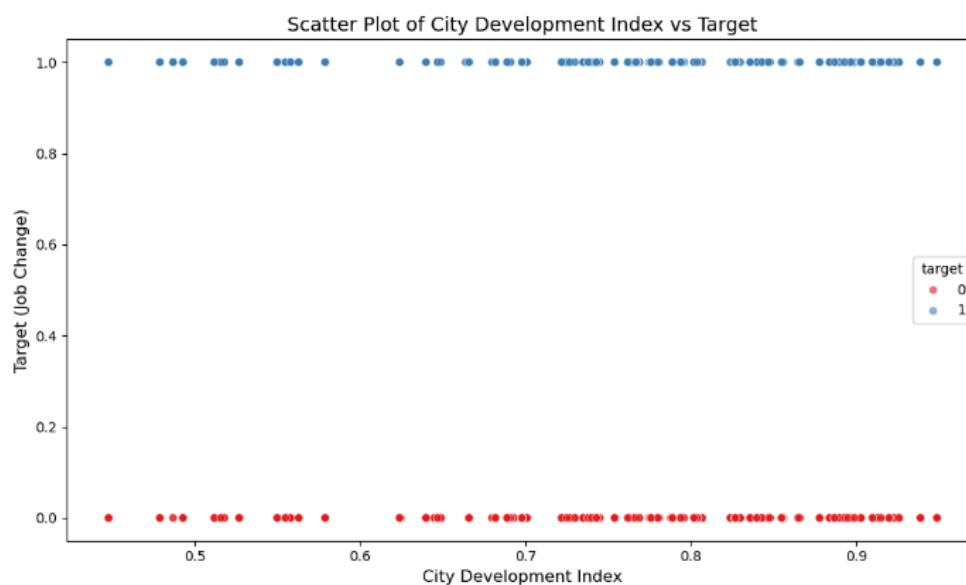 Scatter Plot of City Development Index vs Target
1.0
0.8
0.6
0.4
0.2
0.0
Target (Job Change)
target
0
1
0.5 0.6 0.7 0.8 0.9
City Development Index